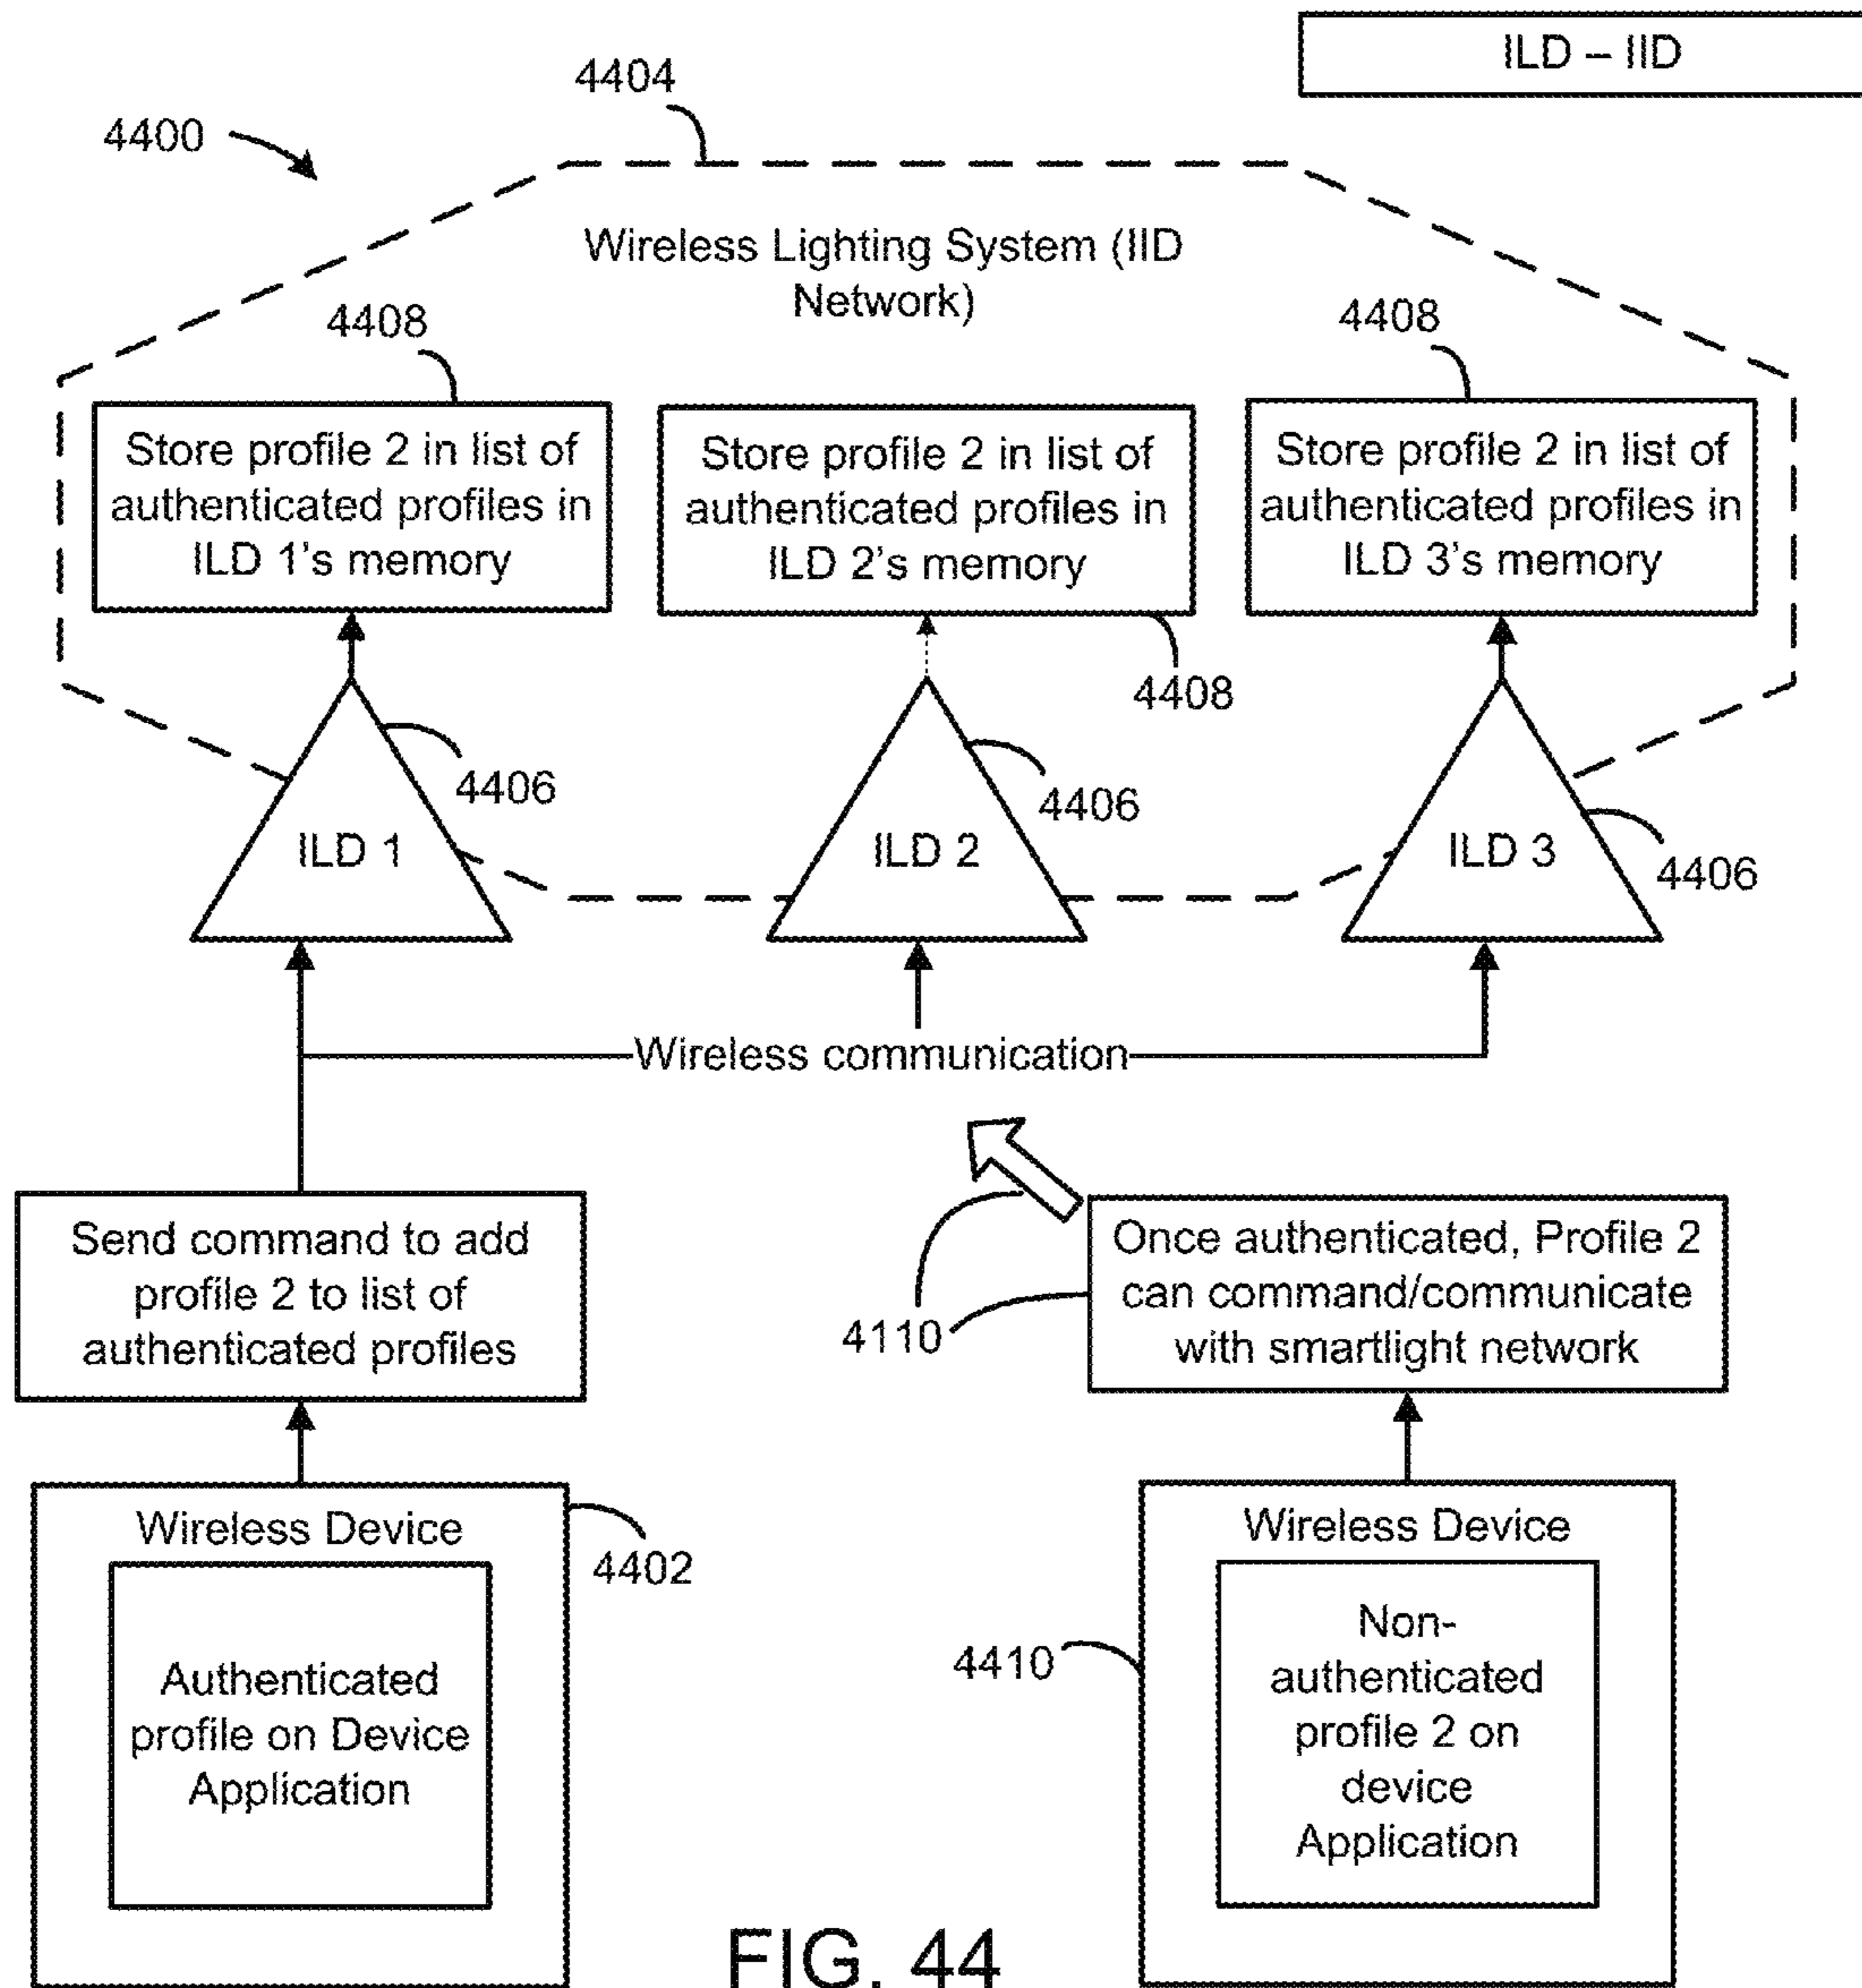 ILD – IID
4404
4400
Wireless Lighting System (IID
Network)
4408
4408
Store profile 2 in list of
authenticated profiles in
ILD 1's memory
Store profile 2 in list of
authenticated profiles in
ILD 2's memory
Store profile 2 in list of
authenticated profiles in
ILD 3's memory
4408
4406
4406
4406
ILD 1
ILD 2
ILD 3
Wireless communication
Send command to add
profile 2 to list of
authenticated profiles
4110
Once authenticated, Profile 2
can command/communicate
with smartlight network
Wireless Device
4402
Authenticated
profile on Device
Application
Wireless Device
4410
Non-
authenticated
profile 2 on
device
Application
FIG. 44